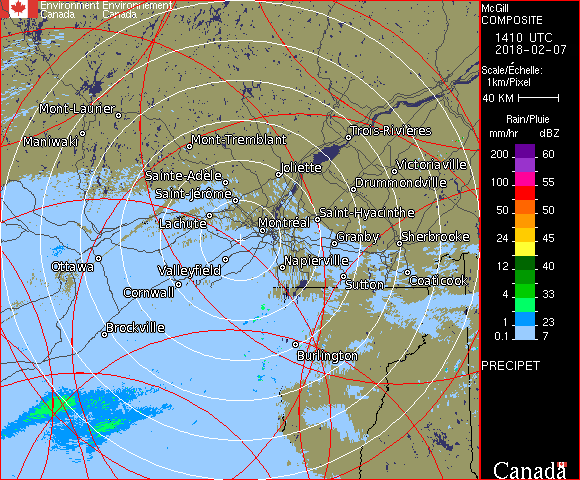 Environment Environnement
Canada Canada
McGill
COMPOSITE
1410 UTC
2018-02-07
Scale/Échelle:
1km/Pixel
40 KM
Rain/Pluie
mm/hr dBZ
200 60
100 55
50 50
24 45
12 40
4 33
1 23
0.1 7
PRECIPET
Canada
Mont-Laurier
Maniwaki
Mont-Tremblant
Trois-Rivières
Joliette
Victoriaville
Sainte-Adèle
Drummondville
Saint-Jérôme
Lachute
Saint-Hyacinthe
Montréal
Granby
Sherbrooke
Ottawa
Valleyfield
Napierville
Coaticook
Sutton
Cornwall
Brockville
Burlington